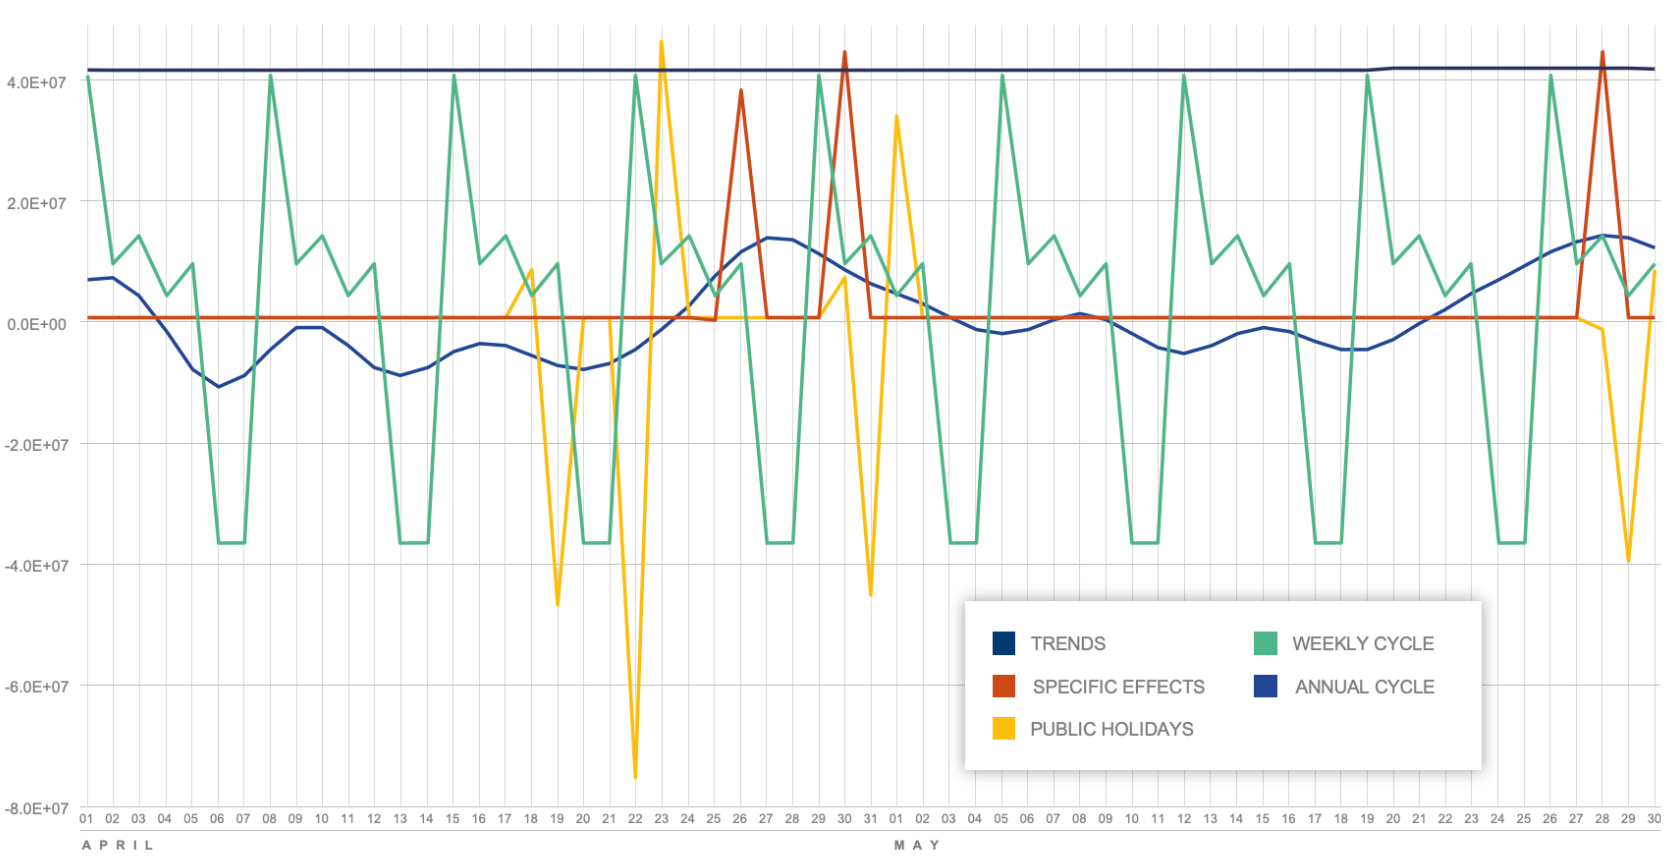 4.0E+07
2.0E+07
0.0E+00
-2.0E+07
-4.0E+07
-6.0E+07
-8.0E+07
TRENDS WEEKLY CYCLE
SPECIFIC EFFECTS ANNUAL CYCLE
PUBLIC HOLIDAYS
01 02 03 04 05 06 07 08 09 10 11 12 13 14 15 16 17 18 19 20 21 22 23 24 25 26 27 28 29 30 31 01 02 03 04 05 06 07 08 09 10 11 12 13 14 15 16 17 18 19 20 21 22 23 24 25 26 27 28 29 30
APRIL MAY